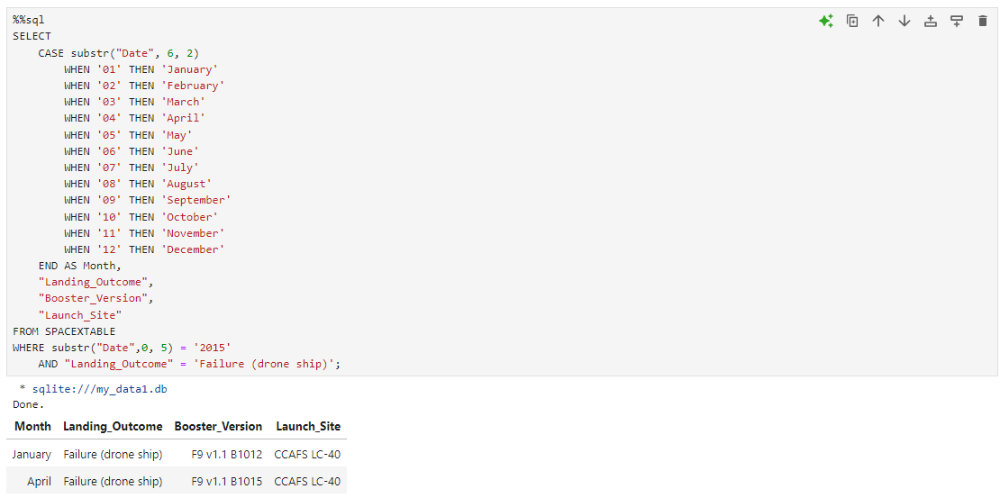 %%sql
SELECT
    CASE substr("Date", 6, 2)
        WHEN '01' THEN 'January'
        WHEN '02' THEN 'February'
        WHEN '03' THEN 'March'
        WHEN '04' THEN 'April'
        WHEN '05' THEN 'May'
        WHEN '06' THEN 'June'
        WHEN '07' THEN 'July'
        WHEN '08' THEN 'August'
        WHEN '09' THEN 'September'
        WHEN '10' THEN 'October'
        WHEN '11' THEN 'November'
        WHEN '12' THEN 'December'
    END AS Month,
    "Landing_Outcome",
    "Booster_Version",
    "Launch_Site"
FROM SPACEXTABLE
WHERE substr("Date",0, 5) = '2015'
    AND "Landing_Outcome" = 'Failure (drone ship)';
 * sqlite:///my_data1.db
Done.
Month Landing_Outcome Booster_Version Launch_Site
January Failure (drone ship) F9 v1.1 B1012 CCAFS LC-40
April Failure (drone ship) F9 v1.1 B1015 CCAFS LC-40